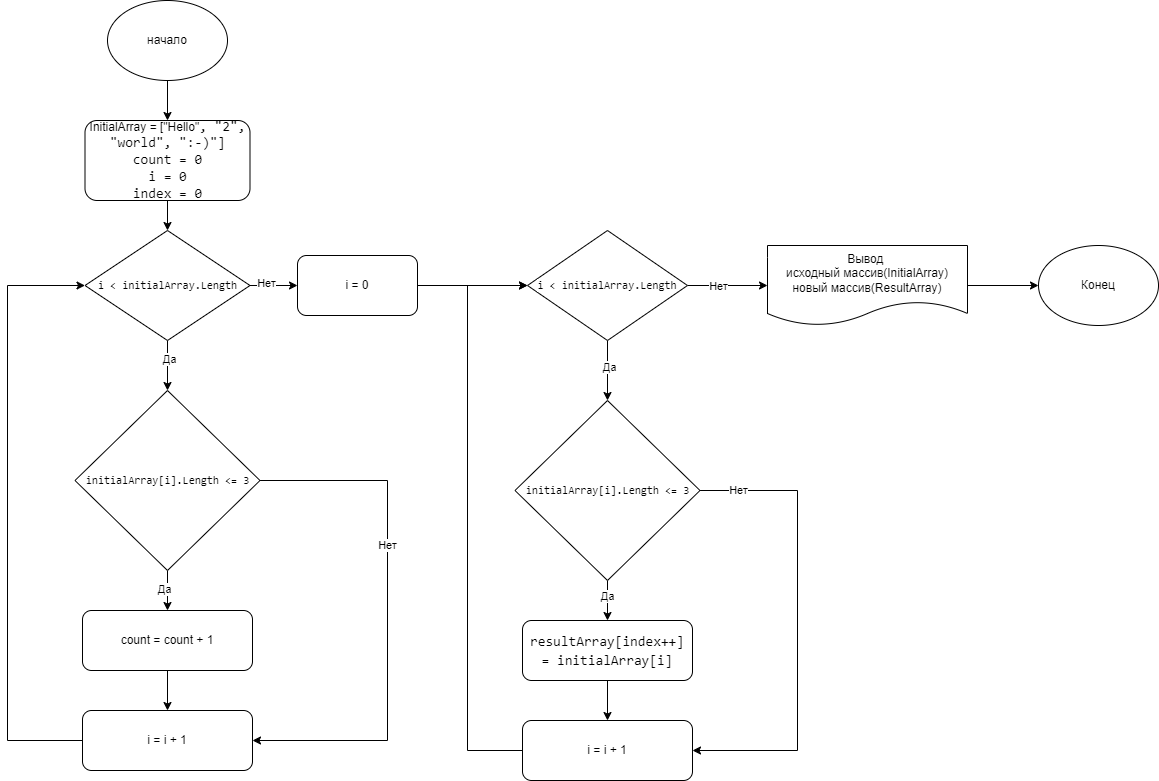 начало
InitialArray = ["Hello", "2",
"world", ":-)"]
count = 0
i = 0
index = 0
i < initialArray.Length
Нет
i = 0
i < initialArray.Length
Нет
Вывод
исходный массив(InitialArray)
новый массив(ResultArray)
Конец
Да
Да
initialArray[i].Length <= 3
Нет
initialArray[i].Length <= 3
Нет
Да
Да
count = count + 1
resultArray[index++]
= initialArray[i]
i = i + 1
i = i + 1